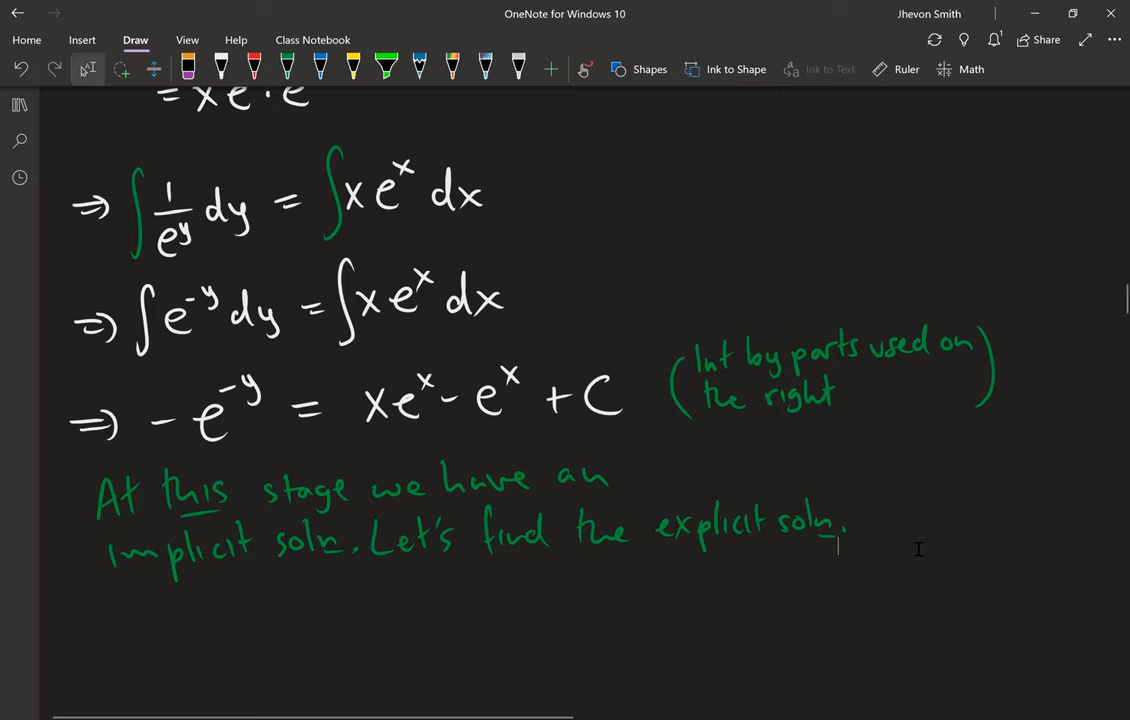 OneNote for Windows 10
Jhevon Smith
Home Insert Draw View Help Class Notebook
Share
Shapes Ink to Shape Ink to Text Ruler Math
= xe · e
⇒ ∫ 1/e^y dy = ∫ x e^x dx
⇒ ∫ e^-y dy = ∫ x e^x dx
⇒ - e^-y = xe^x - e^x + C
(Int by parts used on
the right)
At this stage we have an
implicit soln. Let's find the explicit soln.